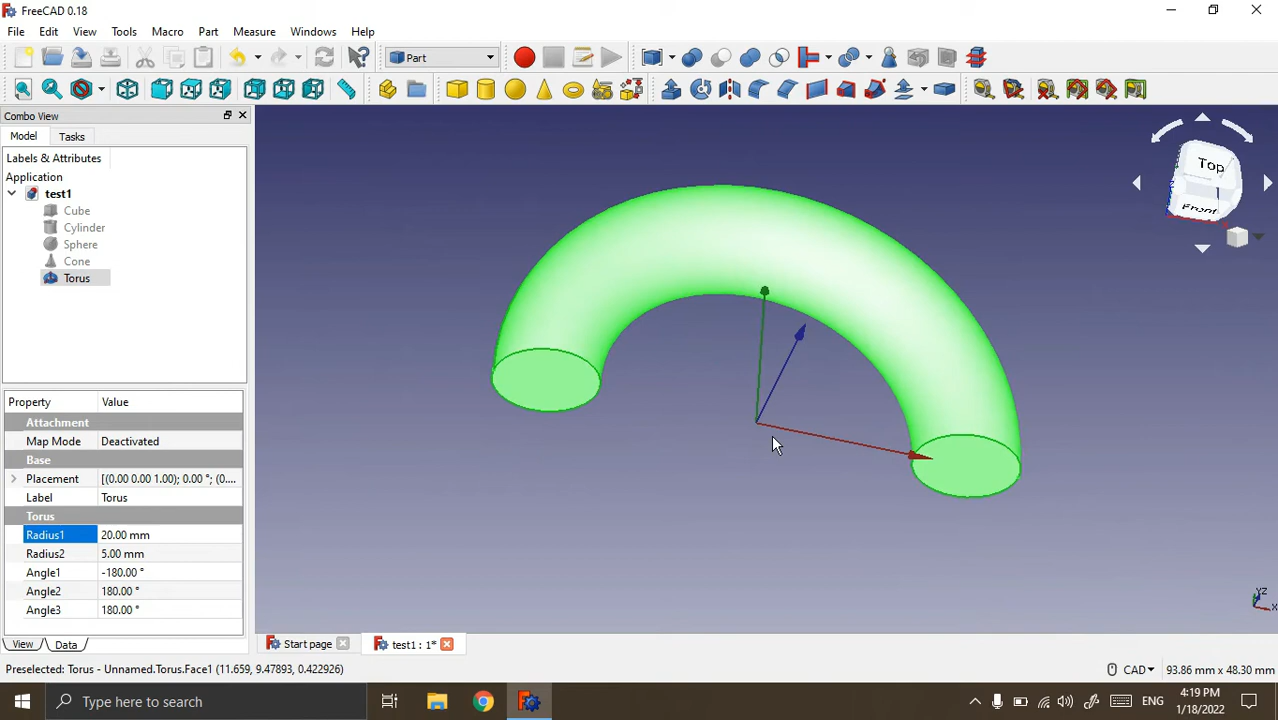 FreeCAD 0.18
File Edit View Tools Macro Part Measure Windows Help
Part
Combo View
Model Tasks
Labels & Attributes
Application
test1
Cube
Cylinder
Sphere
Cone
Torus
Property Value
Attachment
Map Mode Deactivated
Base
Placement [(0.00 0.00 1.00); 0.00 °; (0....
Label Torus
Torus
Radius1 20.00 mm
Radius2 5.00 mm
Angle1 -180.00 °
Angle2 180.00 °
Angle3 180.00 °
View Data
Top
Front
Z
YZ
X
Start page
test1 : 1*
Preselected: Torus - Unnamed.Torus.Face1 (11.659, 9.47893, 0.422926)
CAD 93.86 mm x 48.30 mm
Type here to search
ENG
4:19 PM
1/18/2022